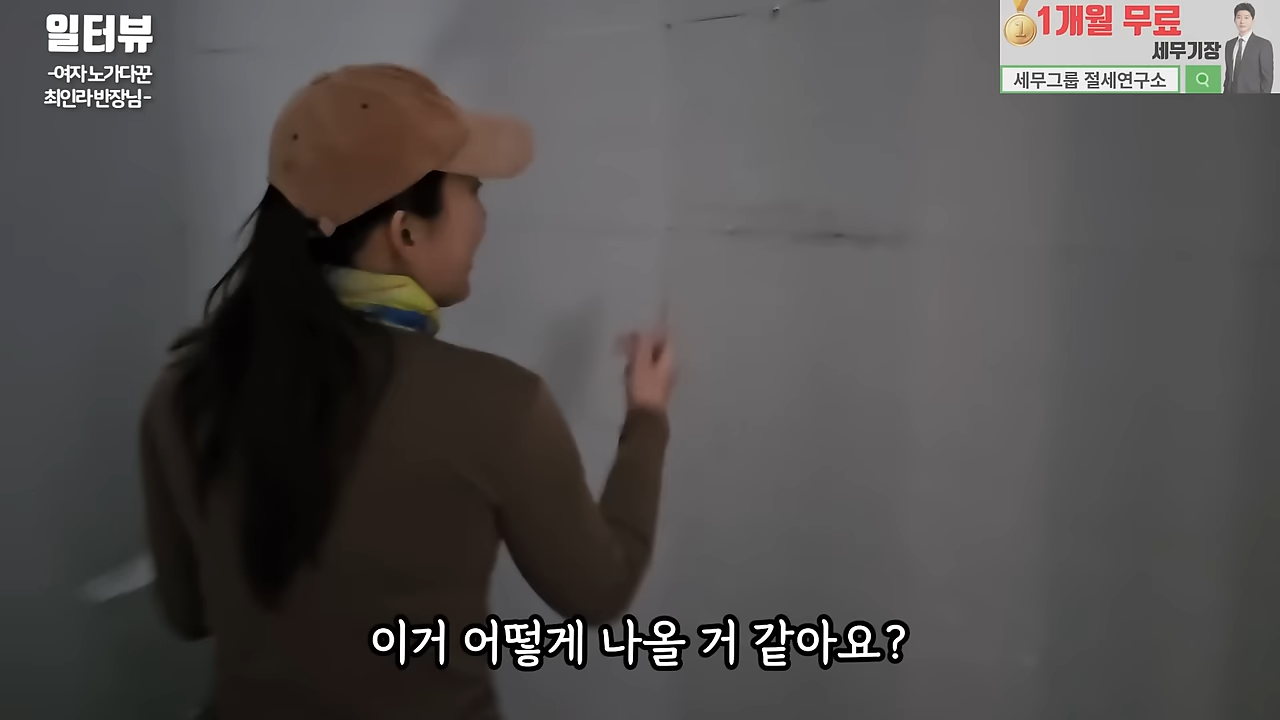 일터뷰
-여자 노가다꾼
최인라 반장님-
1개월 무료
세무기장
세무그룹 절세연구소
1
이거 어떻게 나올 거 같아요?